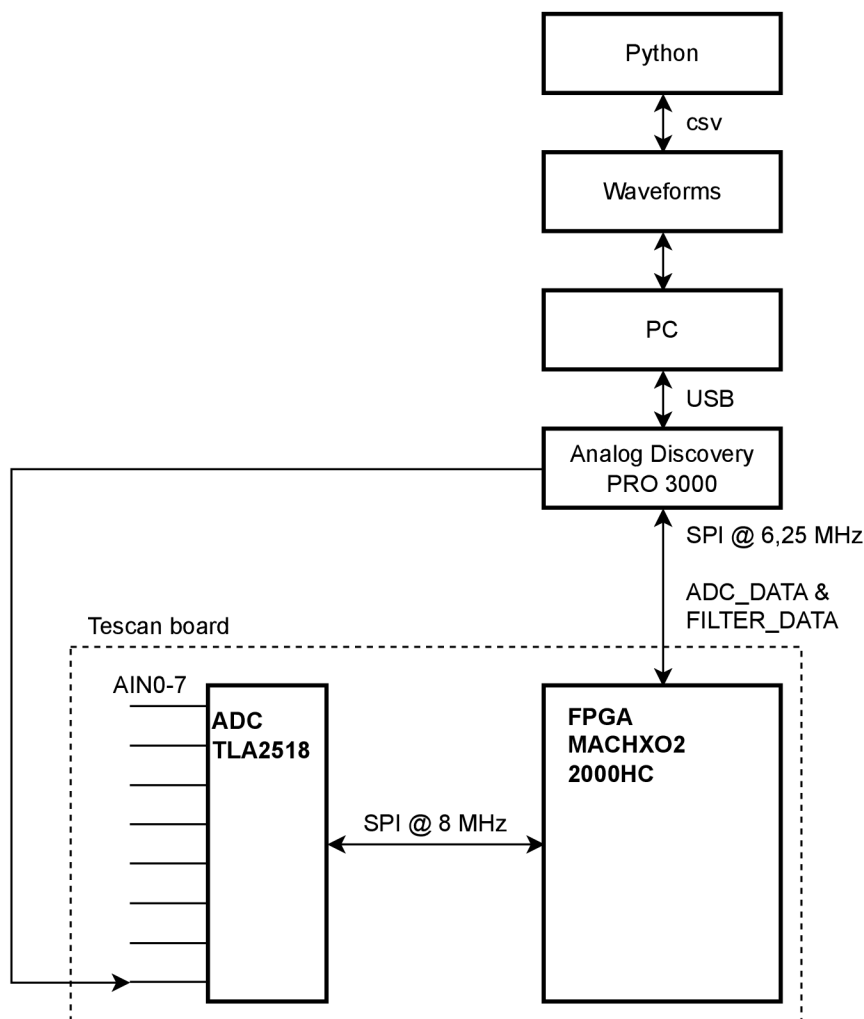 Python
csv
Waveforms
PC
USB
Analog Discovery
PRO 3000
SPI @ 6,25 MHz
ADC_DATA &
FILTER_DATA
Tescan board
AIN0-7
ADC
TLA2518
FPGA
MACHXO2
2000HC
SPI @ 8 MHz